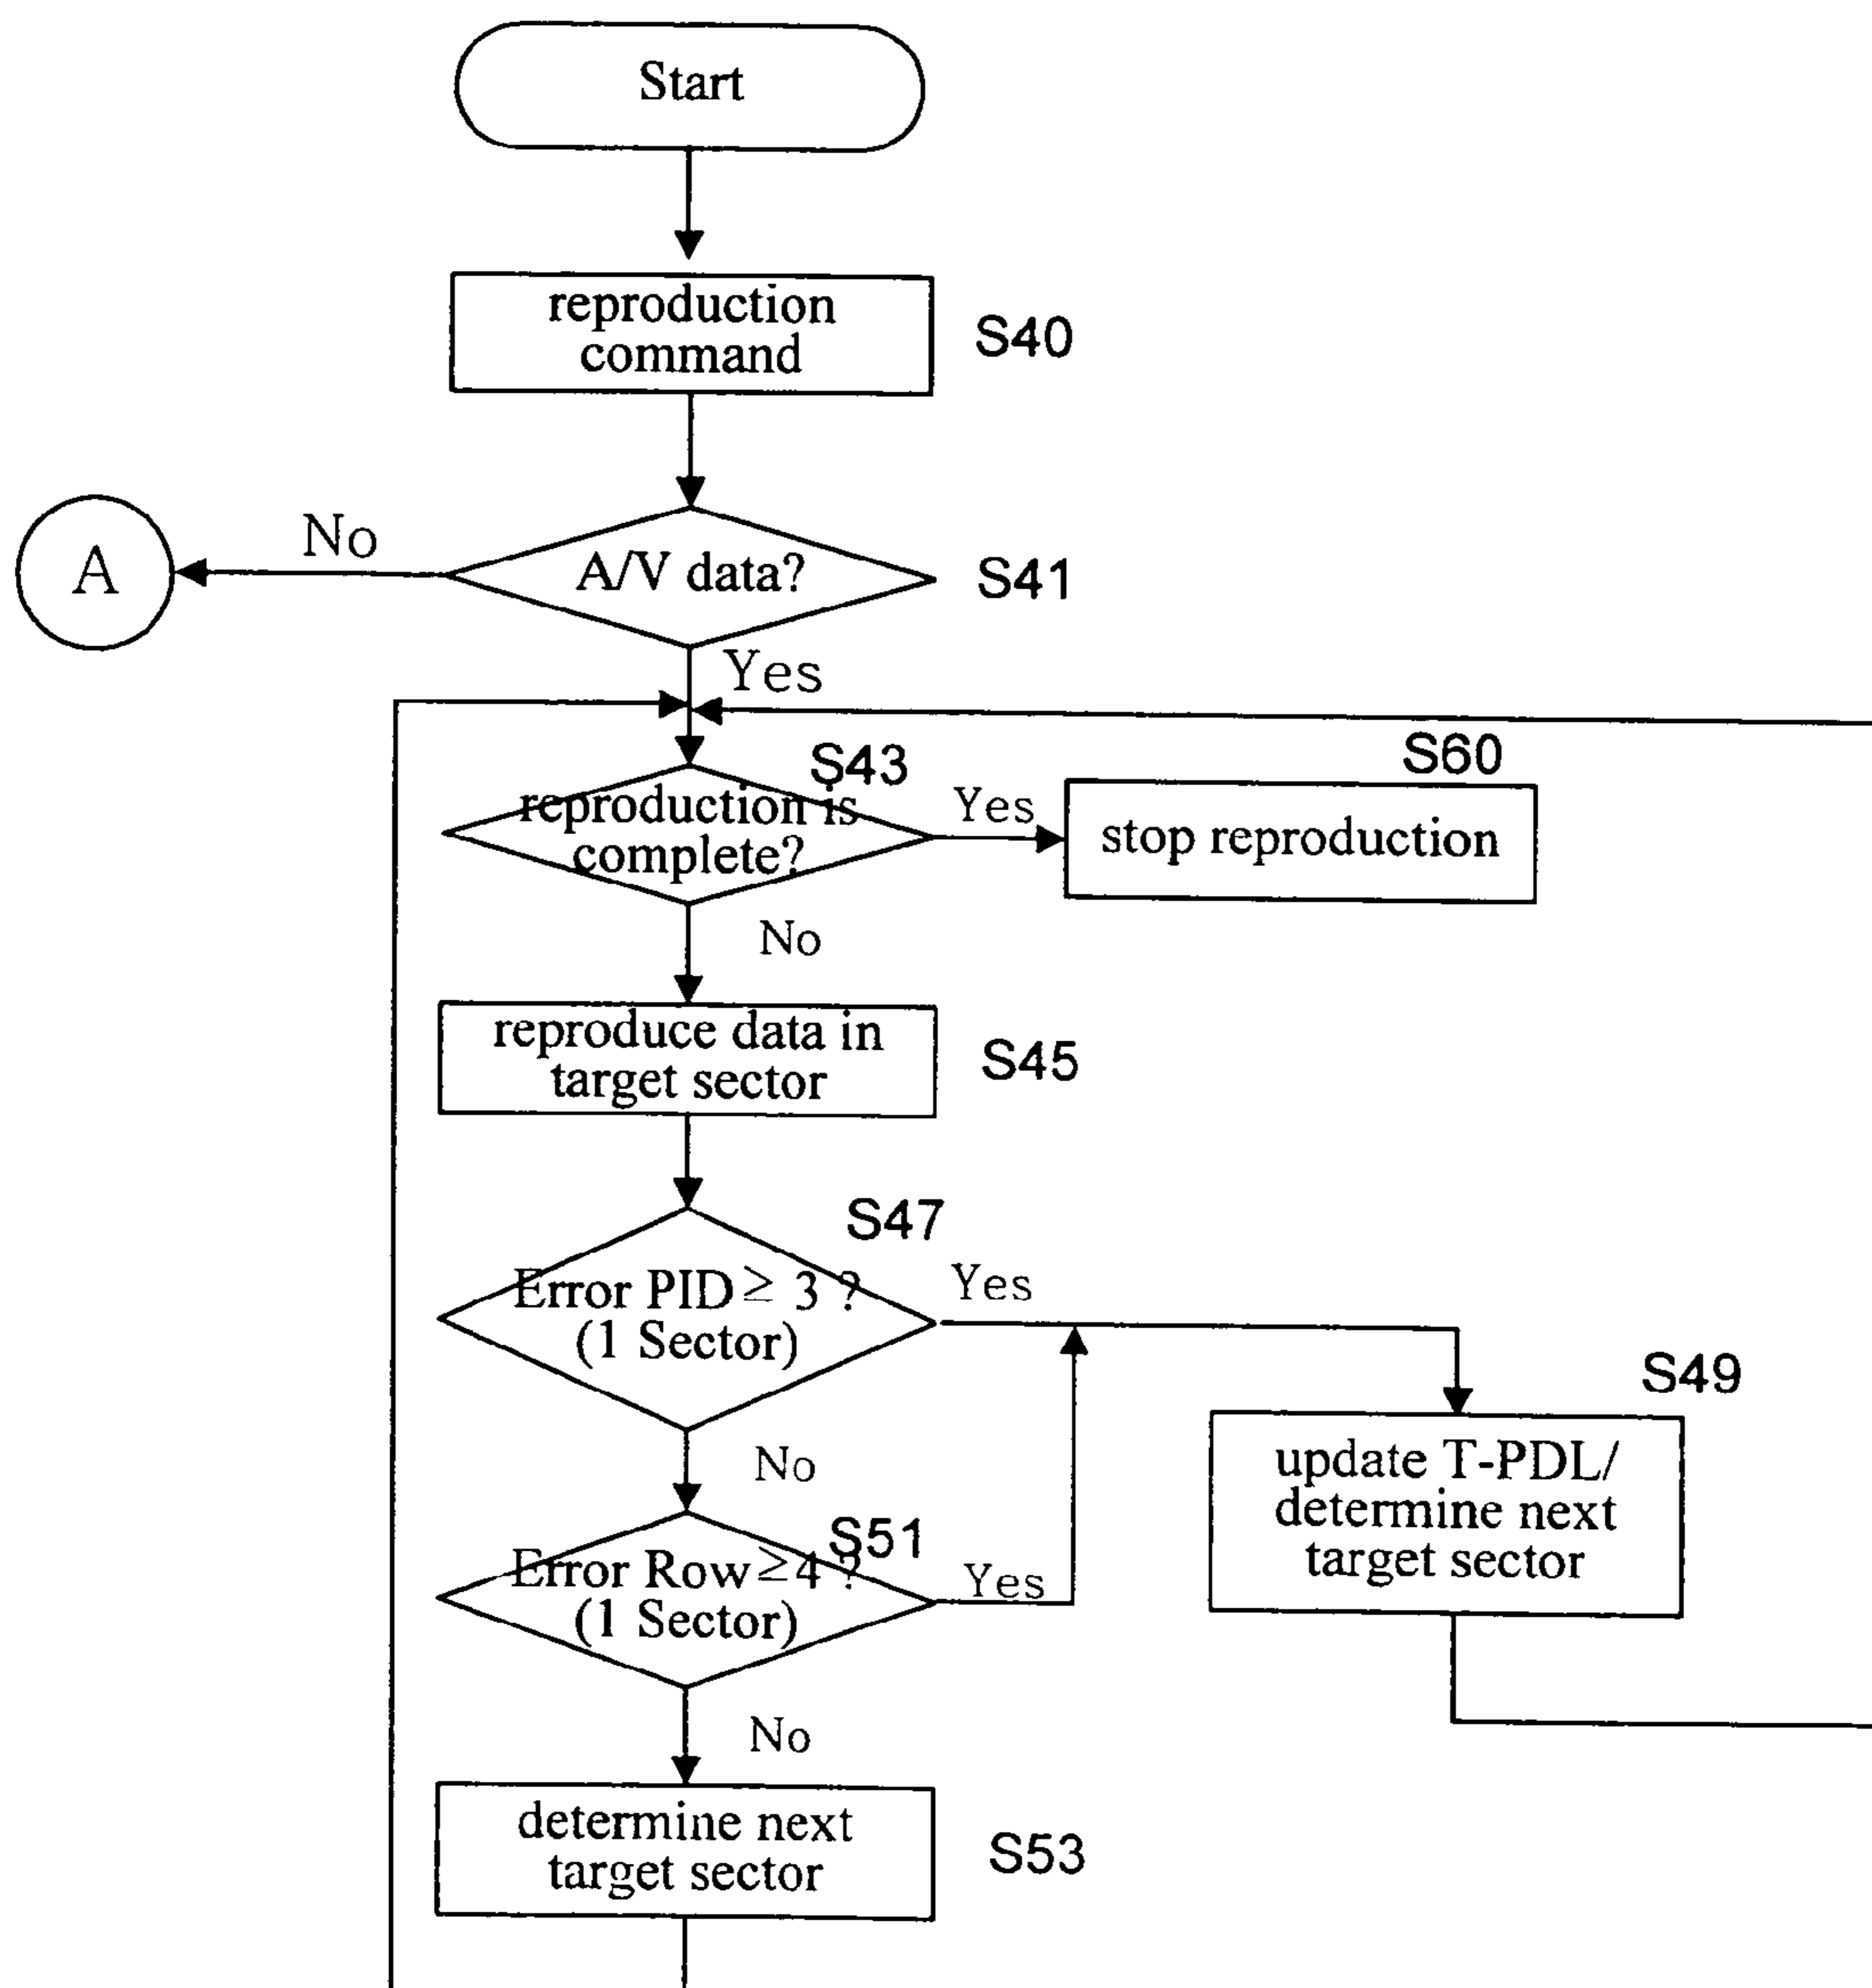 Start
reproduction
command
S40
No
A
A/V data?
S41
Yes
S43
S60
reproduction is
complete?
Yes
stop reproduction
No
reproduce data in
target sector
S45
S47
Error PID ≥ 3 ?
(1 Sector)
Yes
S49
update T-PDL/
determine next
target sector
No
S51
Error Row ≥4 ?
(1 Sector)
Yes
No
determine next
target sector
S53